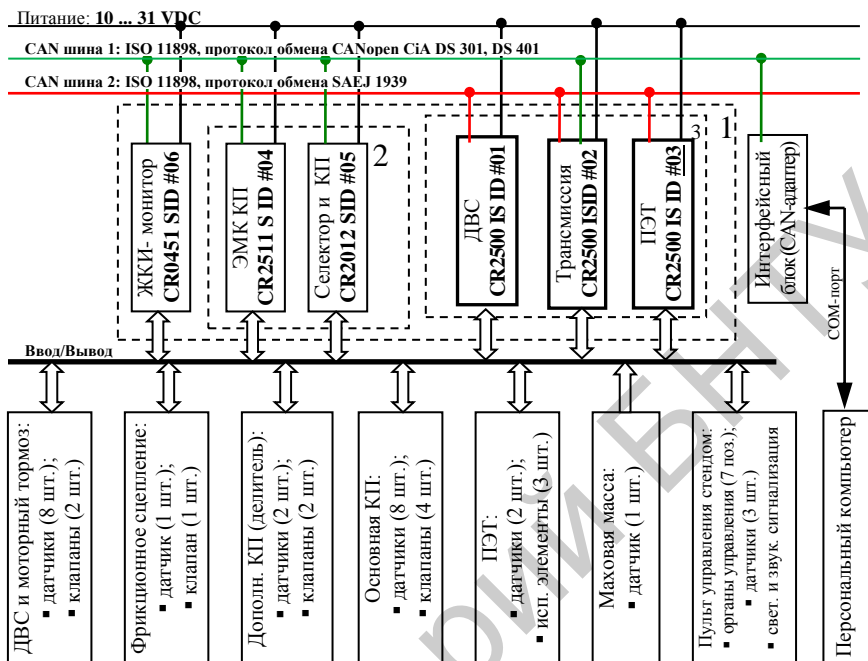 Питание: 10 ... 31 VDC
CAN шина 1: ISO 11898, протокол обмена CANopen CiA DS 301, DS 401
CAN шина 2: ISO 11898, протокол обмена SAEJ 1939
1
2
3
ЖКИ- монитор
CR0451 SID #06
ЭМК КП
CR2511 S ID #04
Селектор и КП
CR2012 SID #05
ДВС
CR2500 IS ID #01
Трансмиссия
CR2500 ISID #02
ПЭТ
CR2500 IS ID #03
Интерфейсный
блок(CAN-адаптер)
COM-порт
Ввод/Вывод
ДВС и моторный тормоз:
▪ датчики (8 шт.);
▪ клапаны (2 шт.)
Фрикционное сцепление:
▪ датчик (1 шт.);
▪ клапан (1 шт.)
Дополн. КП (делитель):
▪ датчики (2 шт.);
▪ клапаны (2 шт.)
Основная КП:
▪ датчики (8 шт.);
▪ клапаны (4 шт.)
ПЭТ:
▪ датчики (2 шт.);
▪ исп. элементы (3 шт.)
Маховая масса:
▪ датчик (1 шт.)
Пульт управления стендом:
▪ органы управления (7 поз.);
▪ датчики (3 шт.)
▪ свет. и звук. сигнализация
Персональный компьютер
рий БНТУ